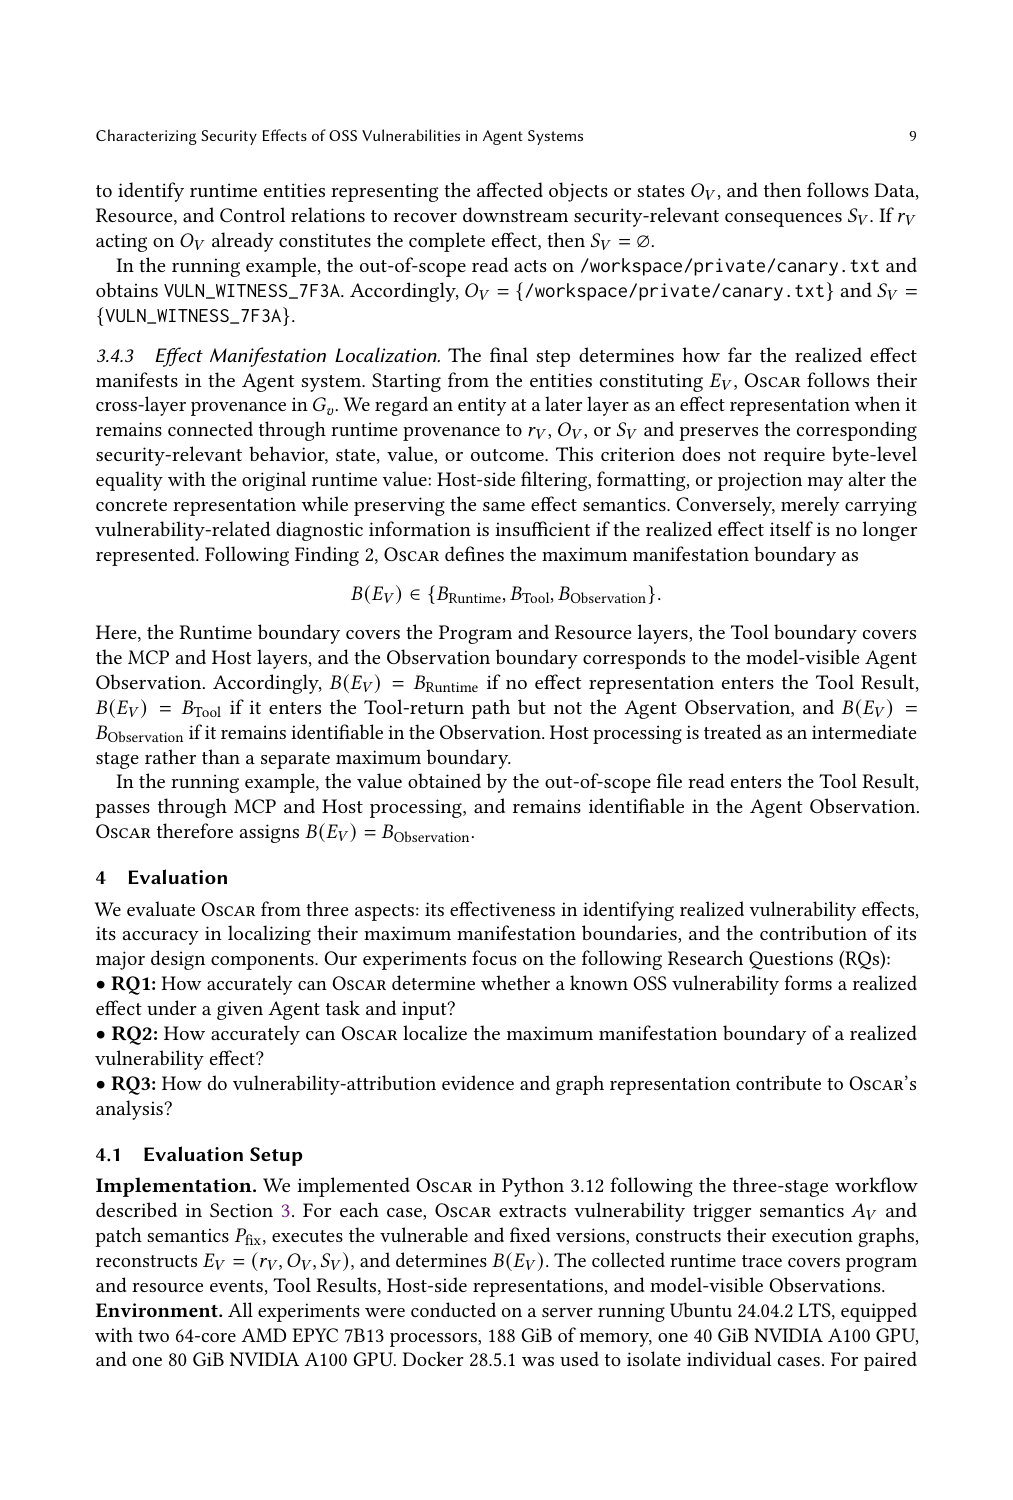 Characterizing Security Effects of OSS Vulnerabilities in Agent Systems 9
to identify runtime entities representing the affected objects or states O_V, and then follows Data,
Resource, and Control relations to recover downstream security-relevant consequences S_V. If r_V
acting on O_V already constitutes the complete effect, then S_V = ∅.
In the running example, the out-of-scope read acts on /workspace/private/canary.txt and
obtains VULN_WITNESS_7F3A. Accordingly, O_V = {/workspace/private/canary.txt} and S_V =
{VULN_WITNESS_7F3A}.
3.4.3 Effect Manifestation Localization. The final step determines how far the realized effect
manifests in the Agent system. Starting from the entities constituting E_V, Oscar follows their
cross-layer provenance in G_v. We regard an entity at a later layer as an effect representation when it
remains connected through runtime provenance to r_V, O_V, or S_V and preserves the corresponding
security-relevant behavior, state, value, or outcome. This criterion does not require byte-level
equality with the original runtime value: Host-side filtering, formatting, or projection may alter the
concrete representation while preserving the same effect semantics. Conversely, merely carrying
vulnerability-related diagnostic information is insufficient if the realized effect itself is no longer
represented. Following Finding 2, Oscar defines the maximum manifestation boundary as
B(E_V) ∈ {B_Runtime, B_Tool, B_Observation}.
Here, the Runtime boundary covers the Program and Resource layers, the Tool boundary covers
the MCP and Host layers, and the Observation boundary corresponds to the model-visible Agent
Observation. Accordingly, B(E_V) = B_Runtime if no effect representation enters the Tool Result,
B(E_V) = B_Tool if it enters the Tool-return path but not the Agent Observation, and B(E_V) =
B_Observation if it remains identifiable in the Observation. Host processing is treated as an intermediate
stage rather than a separate maximum boundary.
In the running example, the value obtained by the out-of-scope file read enters the Tool Result,
passes through MCP and Host processing, and remains identifiable in the Agent Observation.
Oscar therefore assigns B(E_V) = B_Observation.
4 Evaluation
We evaluate Oscar from three aspects: its effectiveness in identifying realized vulnerability effects,
its accuracy in localizing their maximum manifestation boundaries, and the contribution of its
major design components. Our experiments focus on the following Research Questions (RQs):
• RQ1: How accurately can Oscar determine whether a known OSS vulnerability forms a realized
effect under a given Agent task and input?
• RQ2: How accurately can Oscar localize the maximum manifestation boundary of a realized
vulnerability effect?
• RQ3: How do vulnerability-attribution evidence and graph representation contribute to Oscar's
analysis?
4.1 Evaluation Setup
Implementation. We implemented Oscar in Python 3.12 following the three-stage workflow
described in Section 3. For each case, Oscar extracts vulnerability trigger semantics A_V and
patch semantics P_fix, executes the vulnerable and fixed versions, constructs their execution graphs,
reconstructs E_V = (r_V, O_V, S_V), and determines B(E_V). The collected runtime trace covers program
and resource events, Tool Results, Host-side representations, and model-visible Observations.
Environment. All experiments were conducted on a server running Ubuntu 24.04.2 LTS, equipped
with two 64-core AMD EPYC 7B13 processors, 188 GiB of memory, one 40 GiB NVIDIA A100 GPU,
and one 80 GiB NVIDIA A100 GPU. Docker 28.5.1 was used to isolate individual cases. For paired